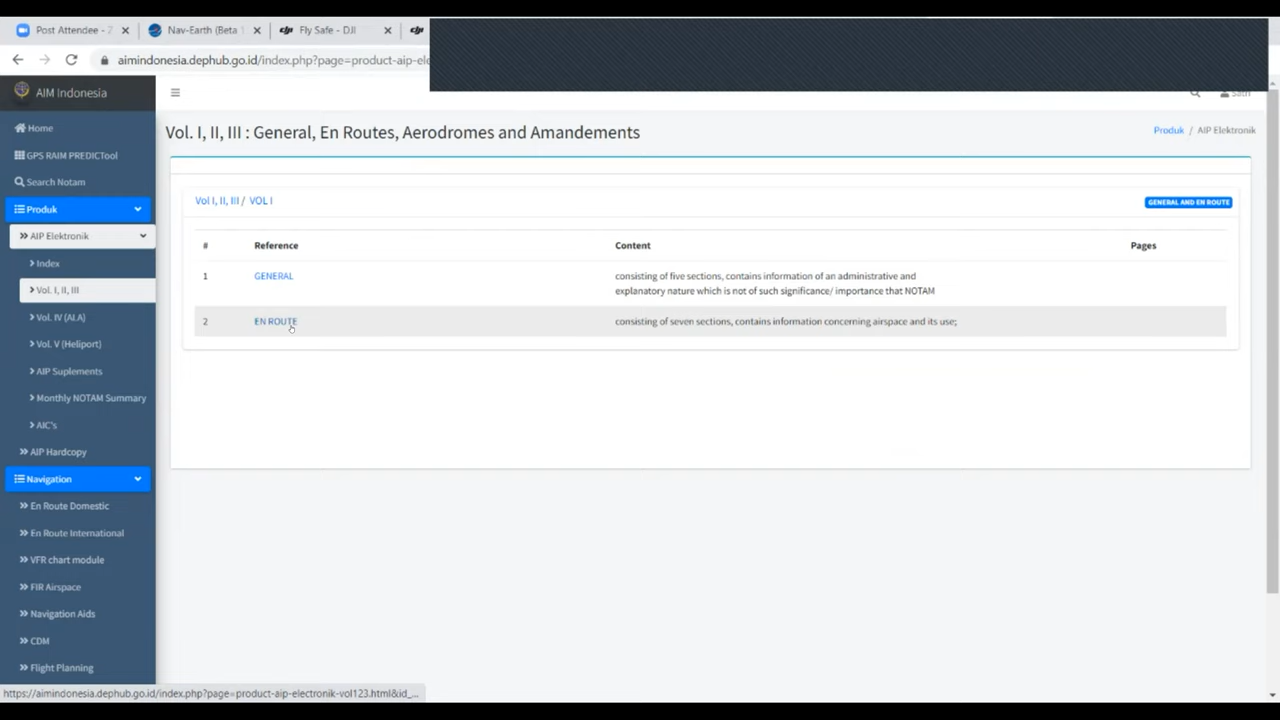 Post Attendee - Z
Nav-Earth (Beta 1
Fly Safe - DJI
aimindonesia.dephub.go.id/index.php?page=product-aip-ele
AIM Indonesia
Home
GPS RAIM PREDICTool
Search Notam
Produk
AIP Elektronik
Index
Vol. I, II, III
Vol. IV (ALA)
Vol. V (Heliport)
AIP Suplements
Monthly NOTAM Summary
AIC's
AIP Hardcopy
Navigation
En Route Domestic
En Route International
VFR chart module
FIR Airspace
Navigation Aids
CDM
Flight Planning
Vol. I, II, III : General, En Routes, Aerodromes and Amandements
Produk / AIP Elektronik
Vol I, II, III / VOL I
GENERAL AND EN ROUTE
# Reference Content Pages
1 GENERAL consisting of five sections, contains information of an administrative and
explanatory nature which is not of such significance/ importance that NOTAM
2 EN ROUTE consisting of seven sections, contains information concerning airspace and its use;
https://aimindonesia.dephub.go.id/index.php?page=product-aip-electronik-vol123.html&id_...